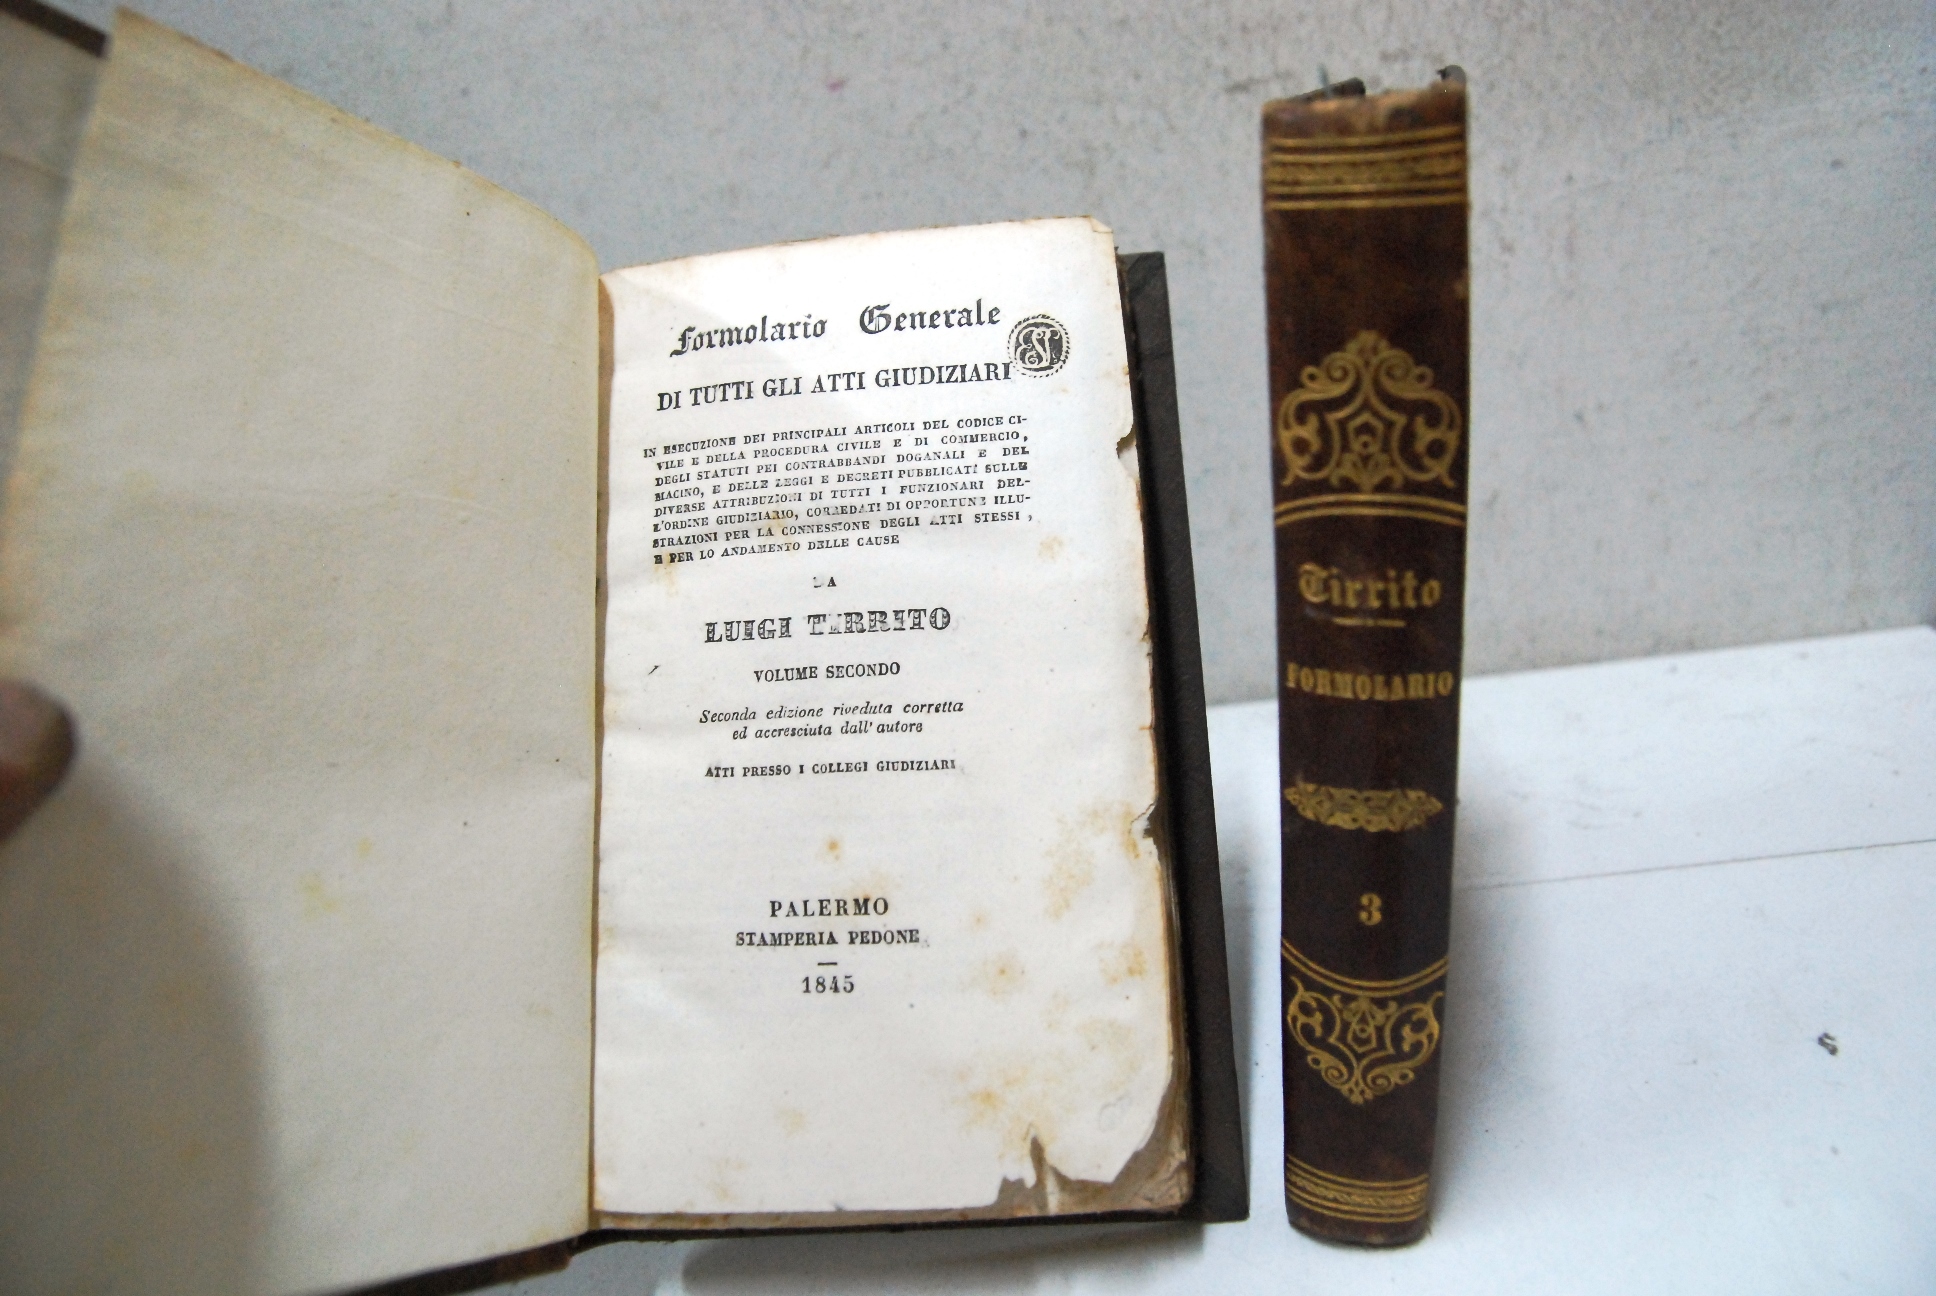 Formolario Generale
DI TUTTI GLI ATTI GIUDIZIARI
IN ESECUZIONE DEI PRINCIPALI ARTICOLI DEL CODICE CI-
VILE E DELLA PROCEDURA CIVILE E DI COMMERCIO,
DEGLI STATUTI PEI CONTRABBANDI DOGANALI E DEL
MACINO, E DELLE LEGGI E DECRETI PUBBLICATI SULLE
DIVERSE ATTRIBUZIONI DI TUTTI I FUNZIONARI DEL-
L'ORDINE GIUDIZIARIO, CORREDATI DI OPPORTUNE ILLU-
STRAZIONI PER LA CONNESSIONE DEGLI ATTI STESSI,
E PER LO ANDAMENTO DELLE CAUSE
DA
LUIGI TIRRITO
VOLUME SECONDO
Seconda edizione riveduta corretta
ed accresciuta dall' autore
ATTI PRESSO I COLLEGI GIUDIZIARI
PALERMO
STAMPERIA PEDONE
1845
Tirrito
FORMOLARIO
3